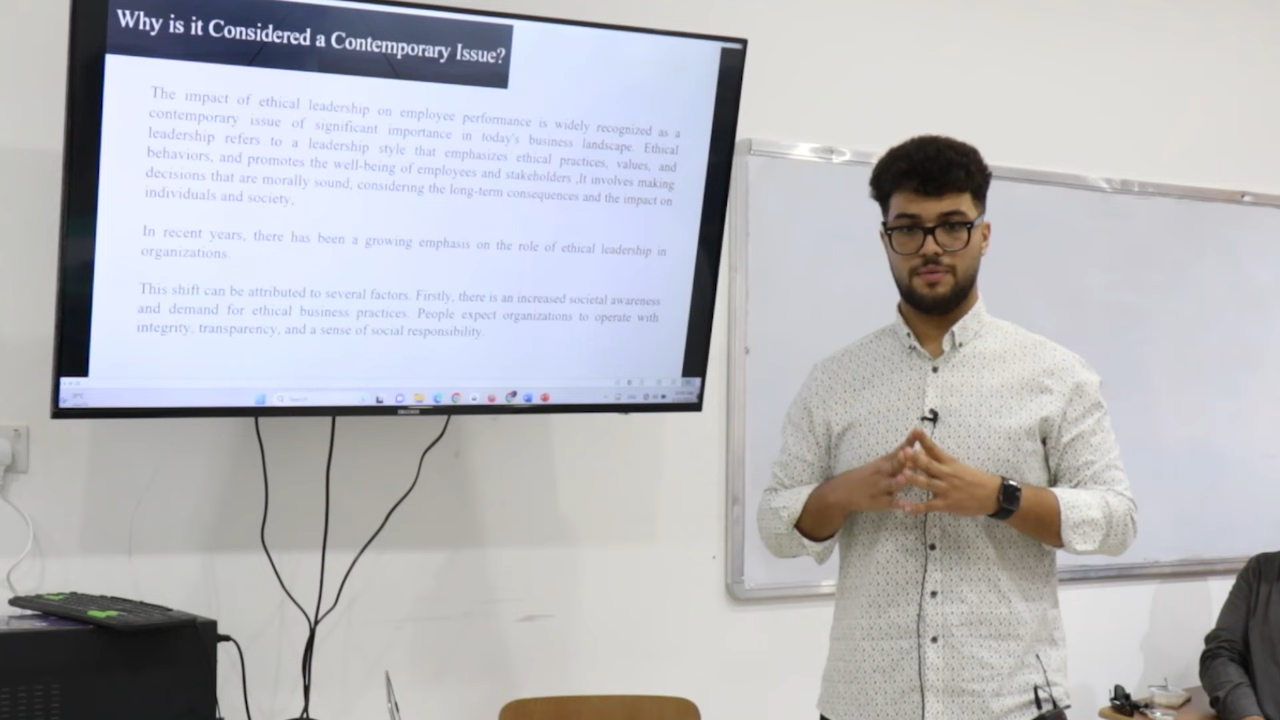 Why is it Considered a Contemporary Issue?
The impact of ethical leadership on employee performance is widely recognized as a
contemporary issue of significant importance in today's business landscape. Ethical
leadership refers to a leadership style that emphasizes ethical practices, values, and
behaviors, and promotes the well-being of employees and stakeholders ,It involves making
decisions that are morally sound, considering the long-term consequences and the impact on
individuals and society,
In recent years, there has been a growing emphasis on the role of ethical leadership in
organizations.
This shift can be attributed to several factors. Firstly, there is an increased societal awareness
and demand for ethical business practices. People expect organizations to operate with
integrity, transparency, and a sense of social responsibility.
Search